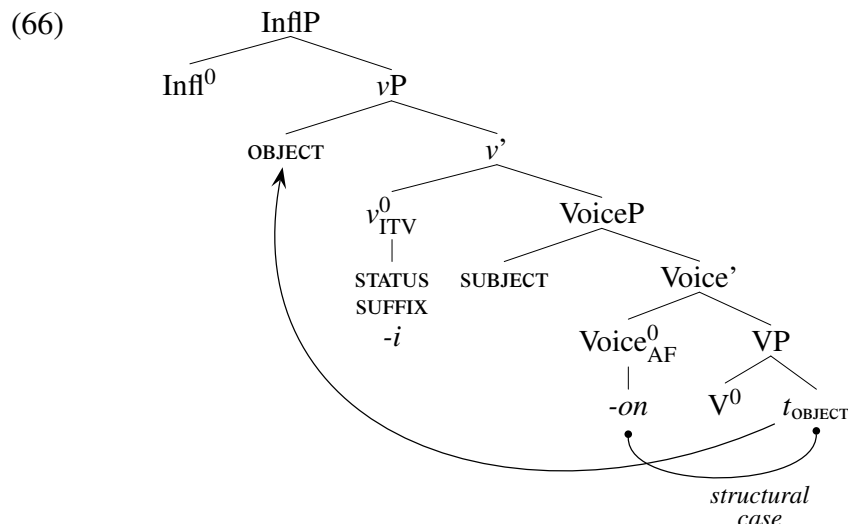 (66)
InflP
Infl⁰ vP
OBJECT v’
v⁰ITV VoiceP
STATUS SUBJECT Voice’
SUFFIX
-i Voice⁰AF VP
-on V⁰ tOBJECT
structural
case